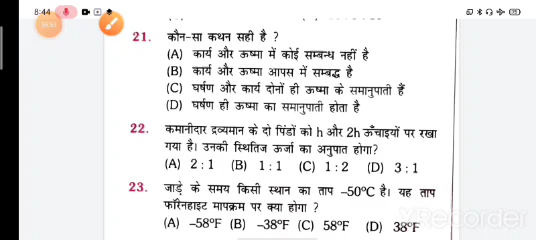 8:44
21. कौन-सा कथन सही है ?
(A) कार्य और ऊष्मा में कोई सम्बन्ध नहीं है
(B) कार्य और ऊष्मा आपस में सम्बद्ध है
(C) घर्षण और कार्य दोनों ही ऊष्मा के समानुपाती हैं
(D) घर्षण ही ऊष्मा का समानुपाती होता है
22. कमानीदार द्रव्यमान के दो पिंडों को h और 2h ऊँचाइयों पर रखा
गया है। उनकी स्थितिज ऊर्जा का अनुपात होगा?
(A) 2 : 1 (B) 1 : 1 (C) 1 : 2 (D) 3 : 1
23. जाड़े के समय किसी स्थान का ताप –50°C है। यह ताप
फॉरेनहाइट मापक्रम पर क्या होगा ?
(A) –58°F (B) –38°F (C) 58°F (D) 38°F